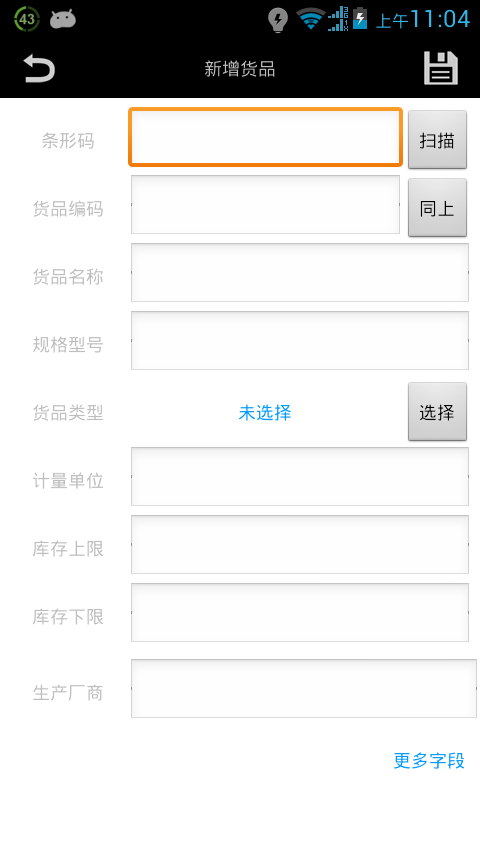 43 上午11:04
新增货品
条形码 扫描
货品编码 同上
货品名称
规格型号
货品类型 未选择 选择
计量单位
库存上限
库存下限
生产厂商
更多字段